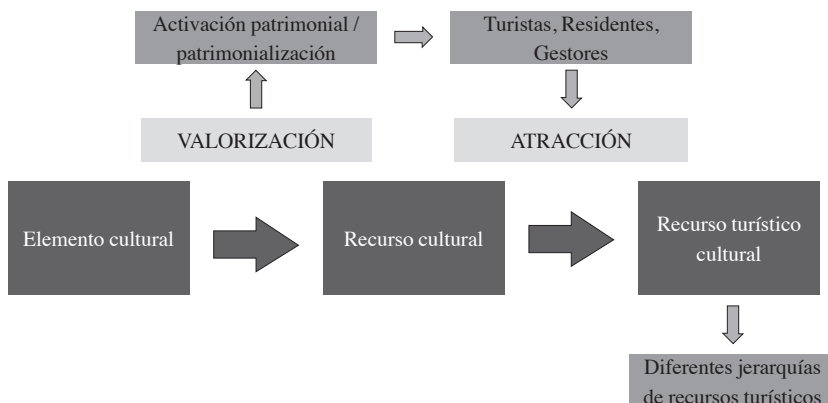 Activación patrimonial /
patrimonialización
Turistas, Residentes,
Gestores
VALORIZACIÓN
ATRACCIÓN
Elemento cultural
Recurso cultural
Recurso turístico
cultural
Diferentes jerarquías
de recursos turísticos